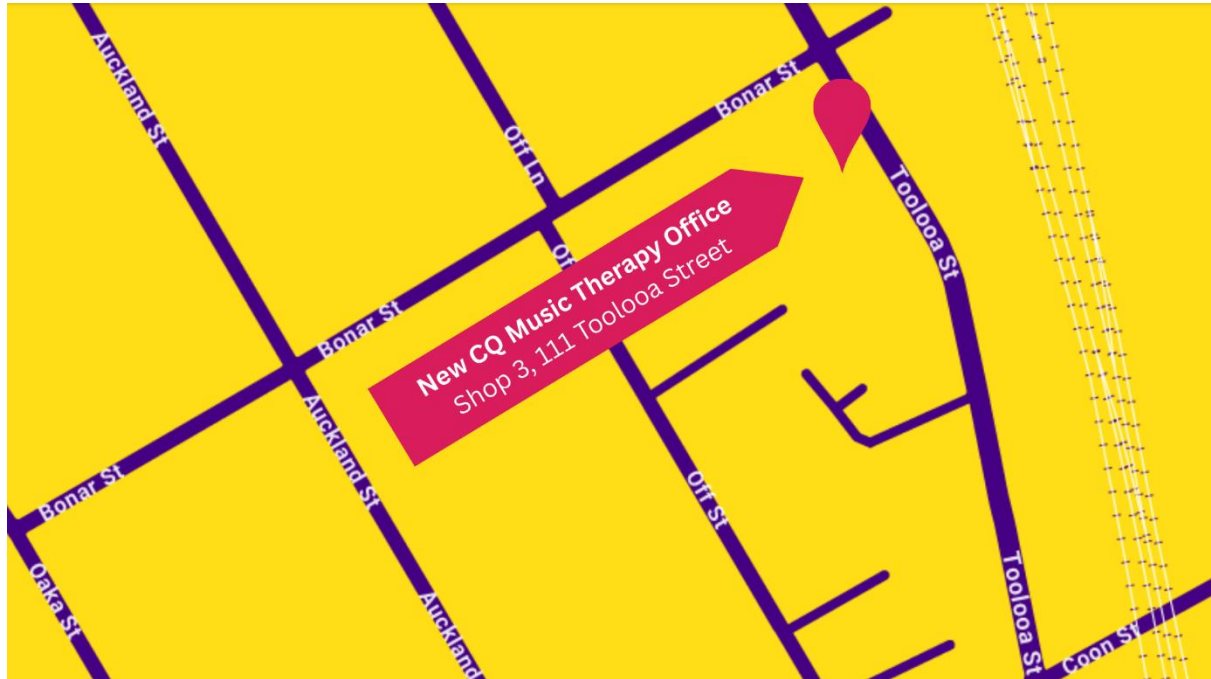 Auckland St
Off Ln
Bonar St
Toolooa St
New CQ Music Therapy Office
Shop 3, 111 Toolooa Street
Bonar St
Auckland St
Bonar St
Off St
Oaka St
Auckland
Toolooa St
Coon St